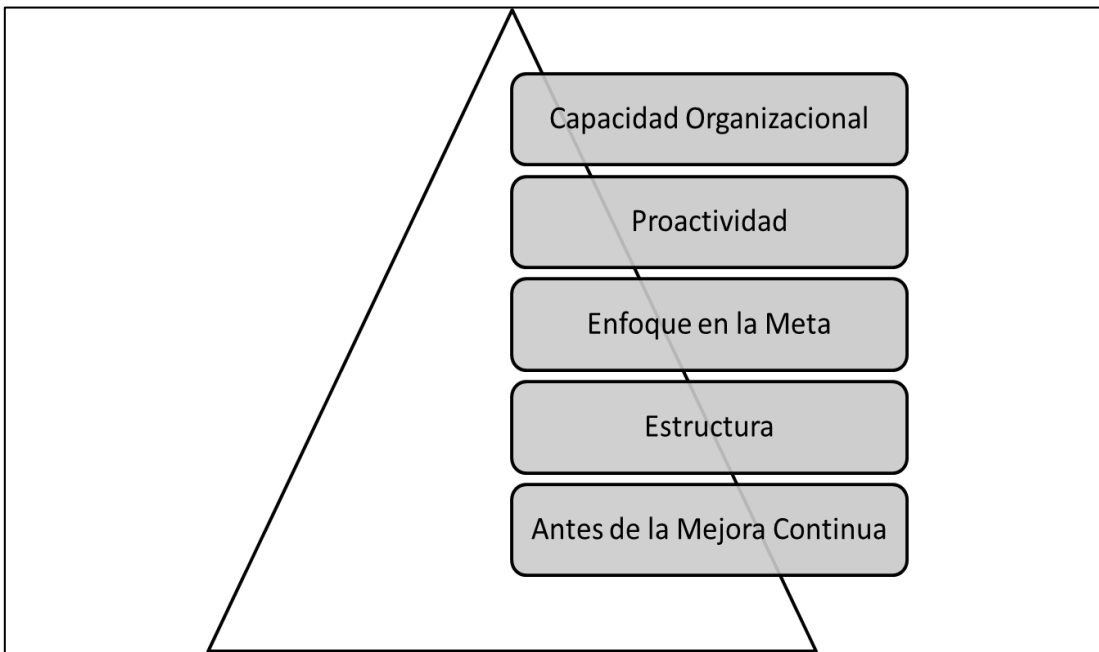 Capacidad Organizacional
Proactividad
Enfoque en la Meta
Estructura
Antes de la Mejora Continua